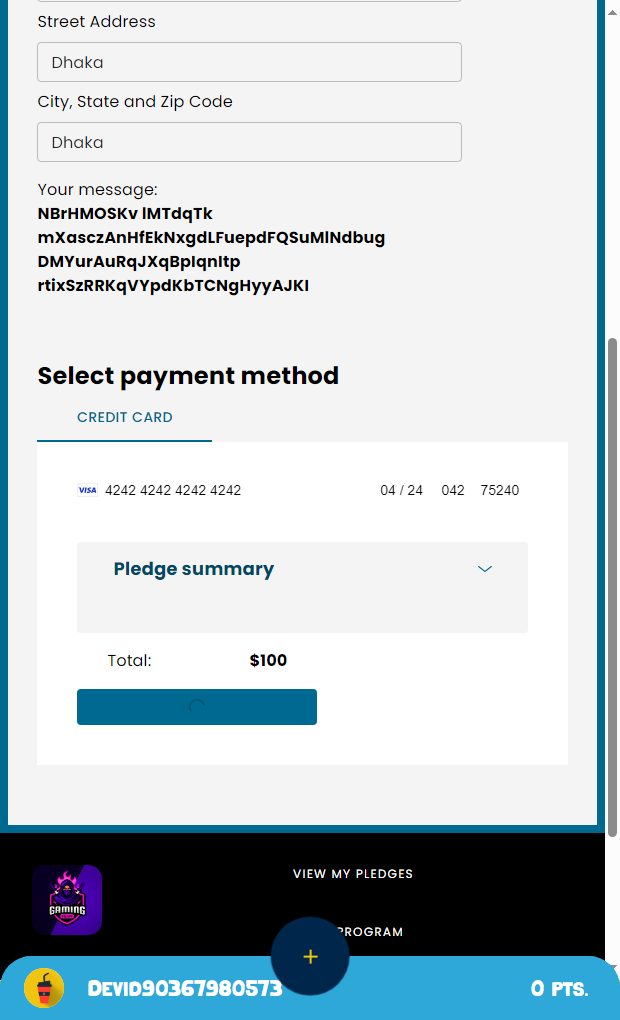 Street Address
Dhaka
City, State and Zip Code
Dhaka
Your message:
NBrHMOSKv lMTdqTk
mXasczAnHfEkNxgdLFuepdFQSuMlNdbug
DMYurAuRqJXqBpIqnItp
rtixSzRRKqVYpdKbTCNgHyyAJKI
Select payment method
CREDIT CARD
VISA 4242 4242 4242 4242 04 / 24 042 75240
Pledge summary
Total: $100
VIEW MY PLEDGES
GAMING
PROGRAM
Devid90367980573 0 PTS.